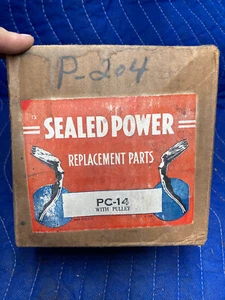 P-204
SEALED POWER
REPLACEMENT PARTS
PC-14
WITH PULLEY